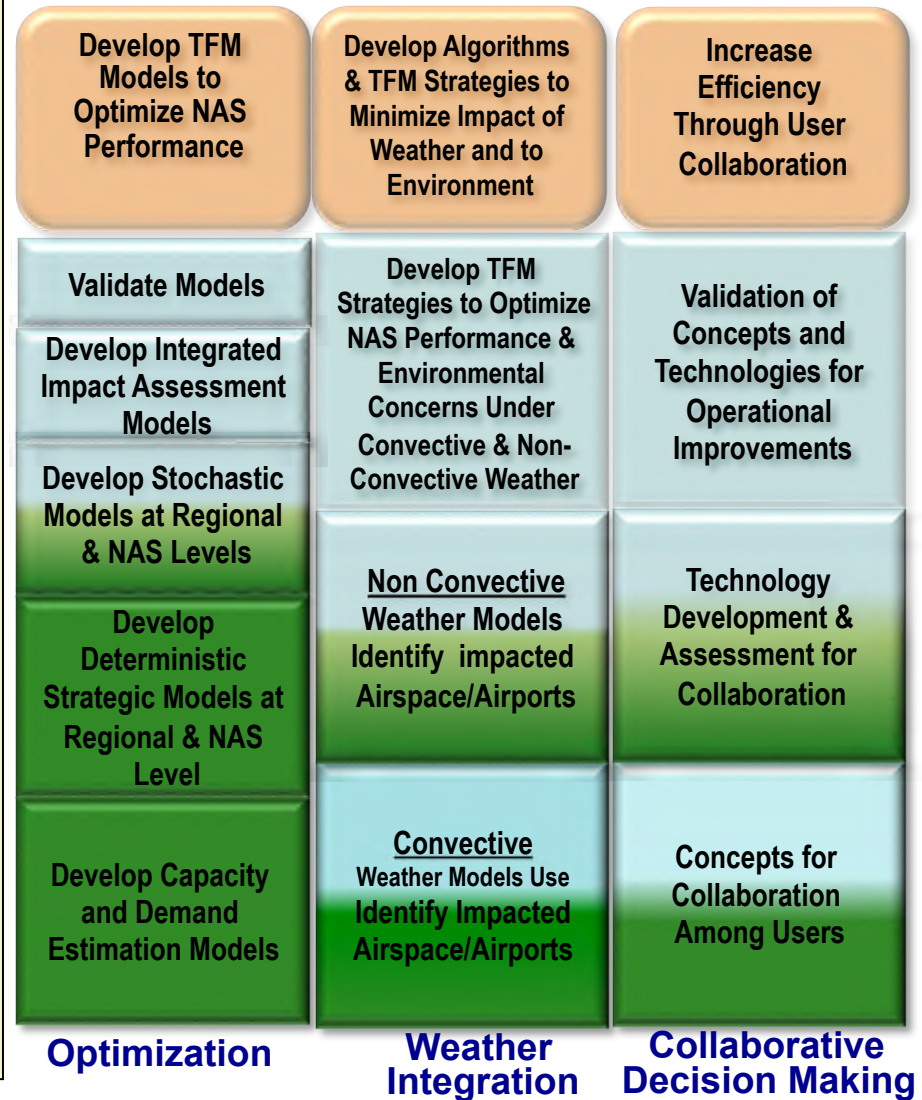 Develop TFM
Models to
Optimize NAS
Performance
Validate Models
Develop Integrated
Impact Assessment
Models
Develop Stochastic
Models at Regional
& NAS Levels
Develop
Deterministic
Strategic Models at
Regional & NAS
Level
Develop Capacity
and Demand
Estimation Models
Optimization
Develop Algorithms
& TFM Strategies to
Minimize Impact of
Weather and to
Environment
Develop TFM
Strategies to Optimize
NAS Performance &
Environmental
Concerns Under
Convective & Non-
Convective Weather
Non Convective
Weather Models
Identify impacted
Airspace/Airports
Convective
Weather Models Use
Identify Impacted
Airspace/Airports
Weather
Integration
Increase
Efficiency
Through User
Collaboration
Validation of
Concepts and
Technologies for
Operational
Improvements
Technology
Development &
Assessment for
Collaboration
Concepts for
Collaboration
Among Users
Collaborative
Decision Making